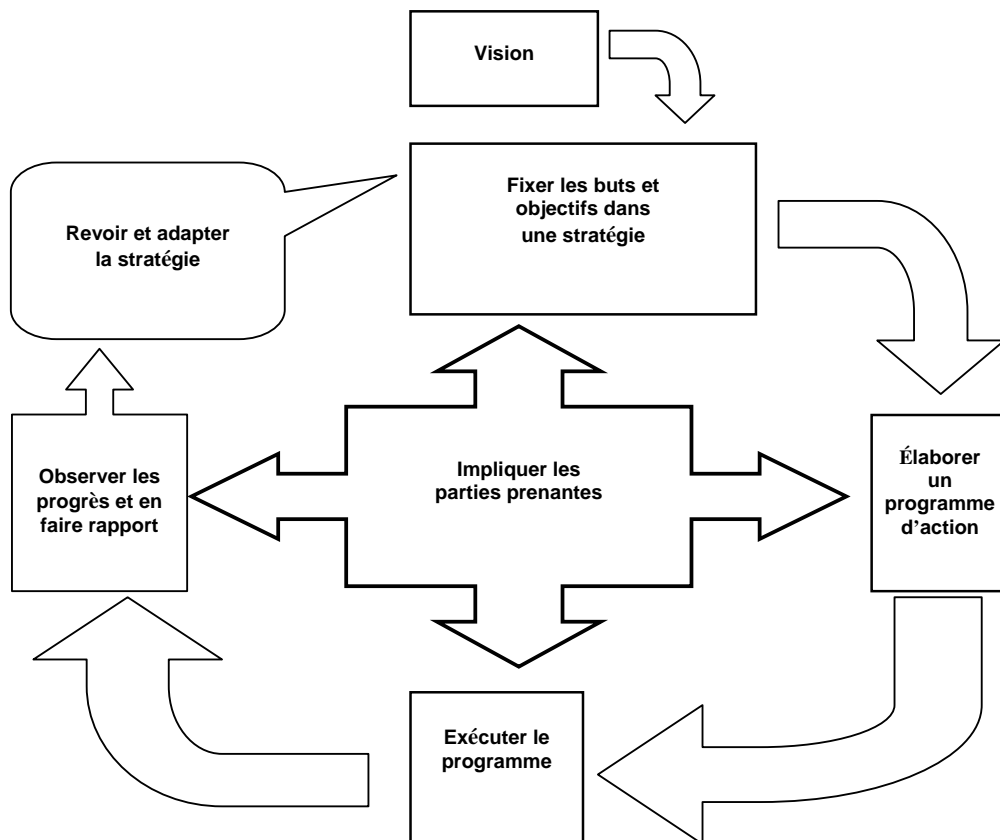 Vision
Fixer les buts et
objectifs dans
une stratégie
Revoir et adapter
la stratégie
Observer les
progrès et en
faire rapport
Impliquer les
parties prenantes
Élaborer
un
programme
d'action
Exécuter le
programme